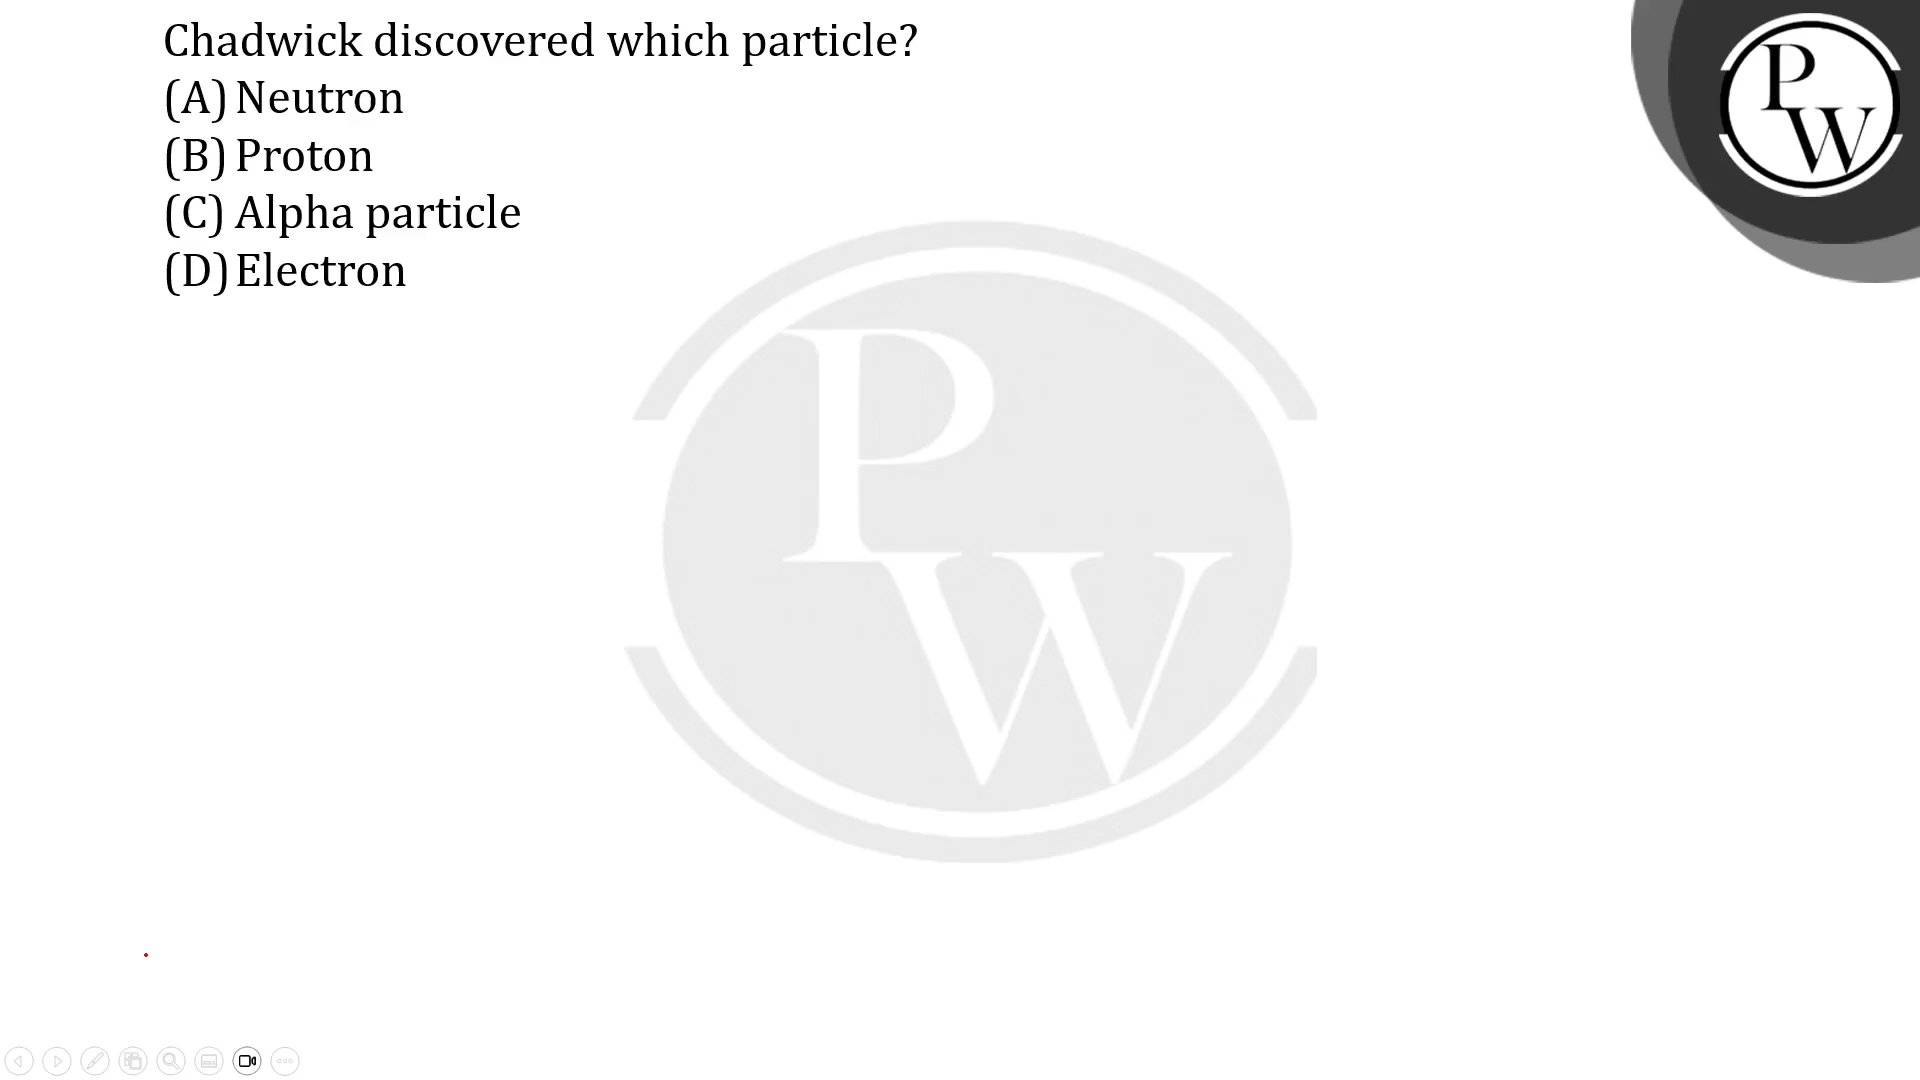 Chadwick discovered which particle?
(A) Neutron
(B) Proton
(C) Alpha particle
(D) Electron
P
W
P
W